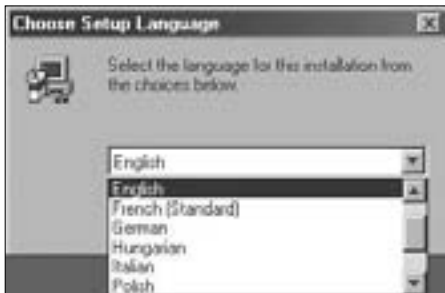 Choose Setup Language
Select the language for this installation from
the choices below.
English
English
French (Standard)
German
Hungarian
Italian
Polish